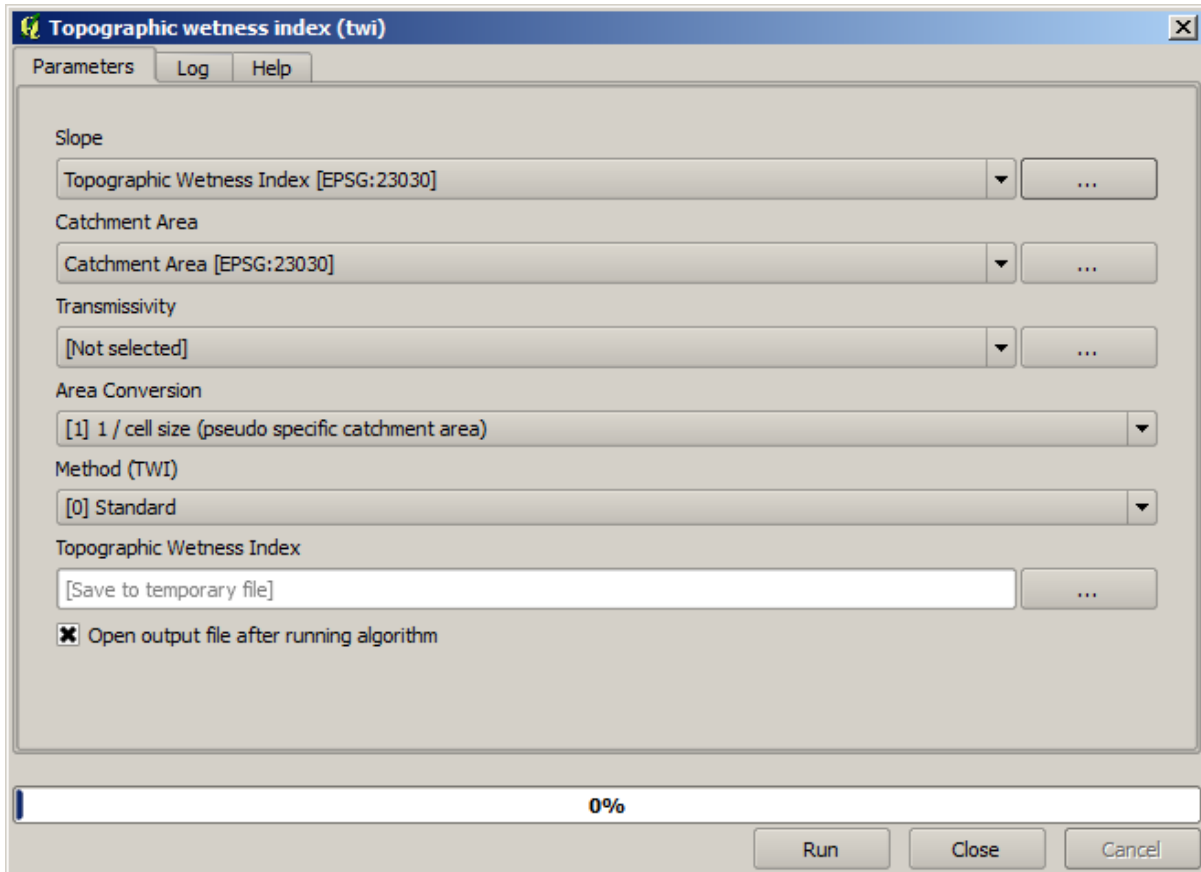 Topographic wetness index (twi)
Parameters Log Help
Slope
Topographic Wetness Index [EPSG:23030] ...
Catchment Area
Catchment Area [EPSG:23030] ...
Transmissivity
[Not selected] ...
Area Conversion
[1] 1 / cell size (pseudo specific catchment area)
Method (TWI)
[0] Standard
Topographic Wetness Index
[Save to temporary file] ...
Open output file after running algorithm
0%
Run Close Cancel